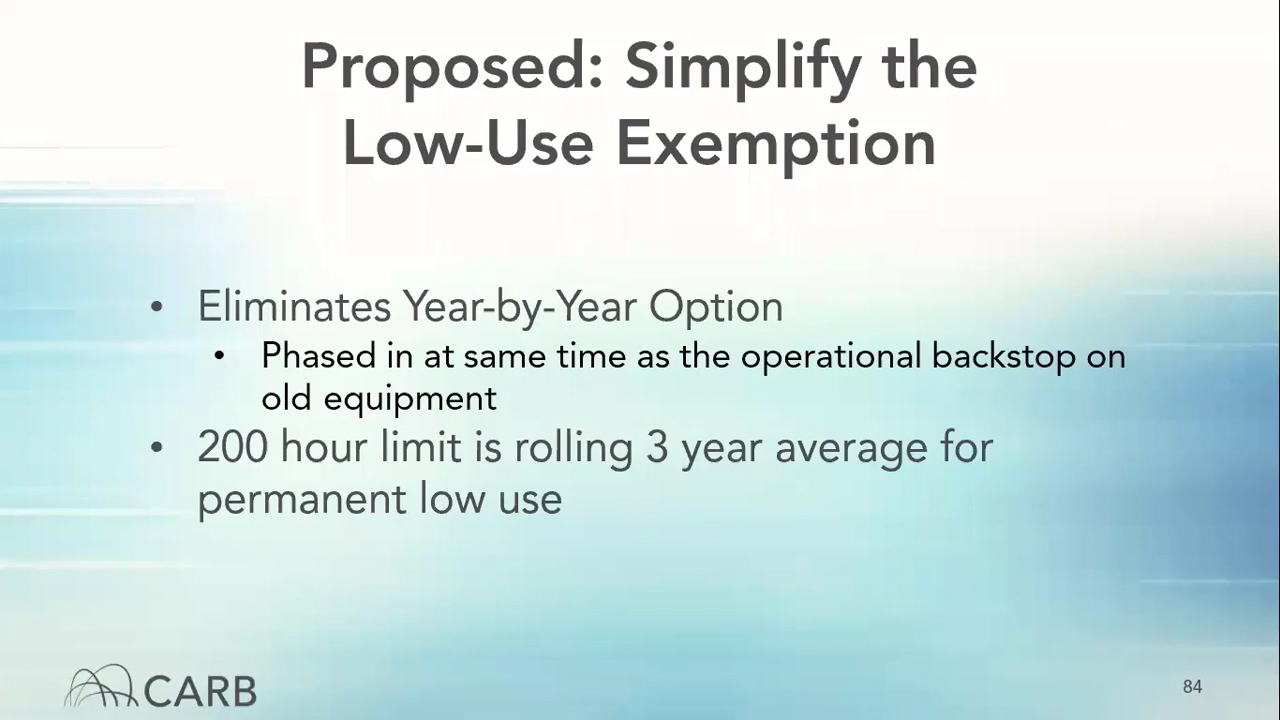 Proposed: Simplify the
Low-Use Exemption
• Eliminates Year-by-Year Option
• Phased in at same time as the operational backstop on
old equipment
• 200 hour limit is rolling 3 year average for
permanent low use
CARB
84